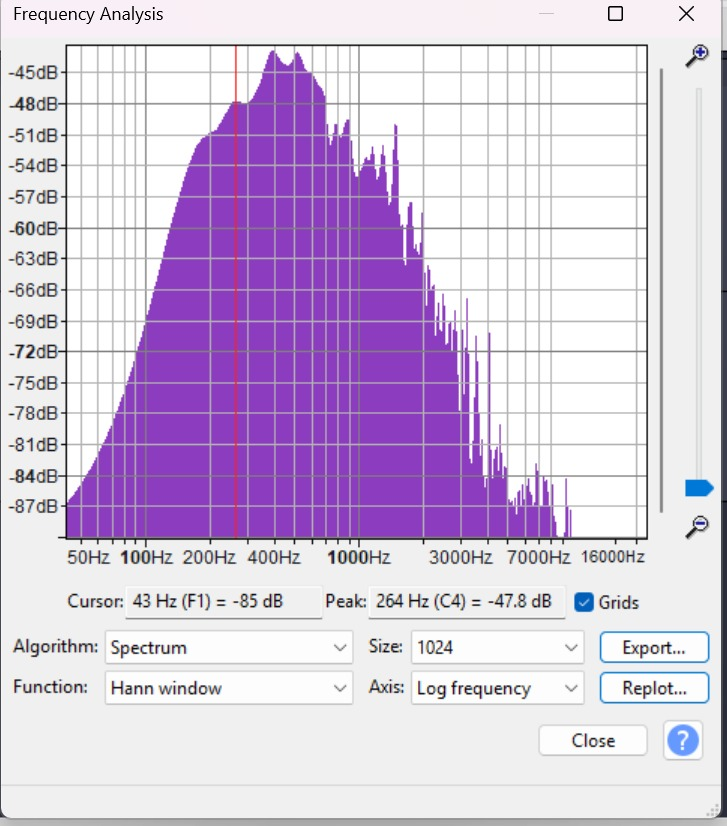 Frequency Analysis
-45dB
-48dB
-51dB
-54dB
-57dB
-60dB
-63dB
-66dB
-69dB
-72dB
-75dB
-78dB
-81dB
-84dB
-87dB
50Hz 100Hz 200Hz 400Hz 1000Hz 3000Hz 7000Hz 16000Hz
Cursor: 43 Hz (F1) = -85 dB Peak: 264 Hz (C4) = -47.8 dB Grids
Algorithm: Spectrum Size: 1024 Export...
Function: Hann window Axis: Log frequency Replot...
Close ?